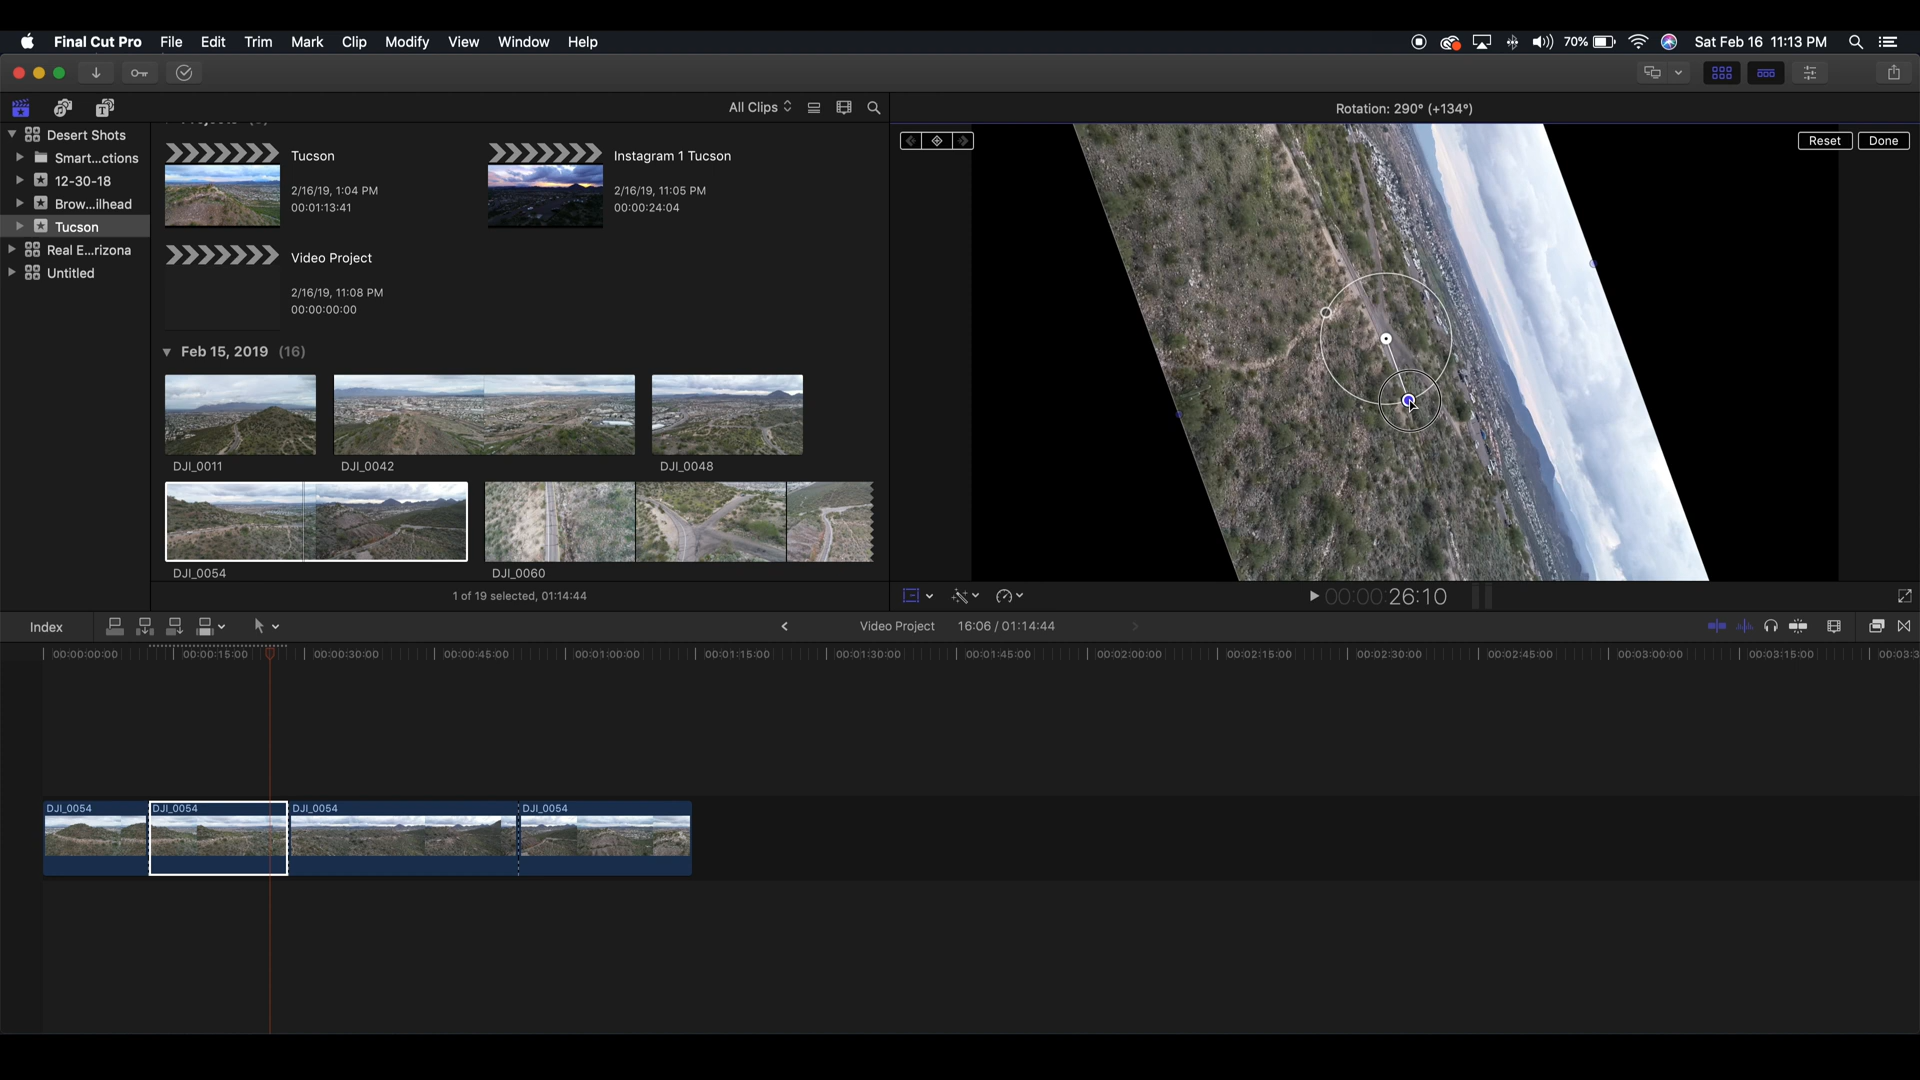 Final Cut Pro File Edit Trim Mark Clip Modify View Window Help 70% Sat Feb 16 11:13 PM
All Clips
Rotation: 290° (+134°)
Desert Shots
Smart...ctions
12-30-18
Brow...ilhead
Tucson
Real E...rizona
Untitled
Tucson
2/16/19, 1:04 PM
00:01:13:41
Instagram 1 Tucson
2/16/19, 11:05 PM
00:00:24:04
Video Project
2/16/19, 11:08 PM
00:00:00:00
Feb 15, 2019 (16)
DJI_0011 DJI_0042 DJI_0048
DJI_0054 DJI_0060
1 of 19 selected, 01:14:44
Reset Done
00:00:26:10
Index Video Project 16:06 / 01:14:44
00:00:00:00 00:00:15:00 00:00:30:00 00:00:45:00 00:01:00:00 00:01:15:00 00:01:30:00 00:01:45:00 00:02:00:00 00:02:15:00 00:02:30:00 00:02:45:00 00:03:00:00 00:03:15:00 00:03:3
DJI_0054 DJI_0054 DJI_0054 DJI_0054